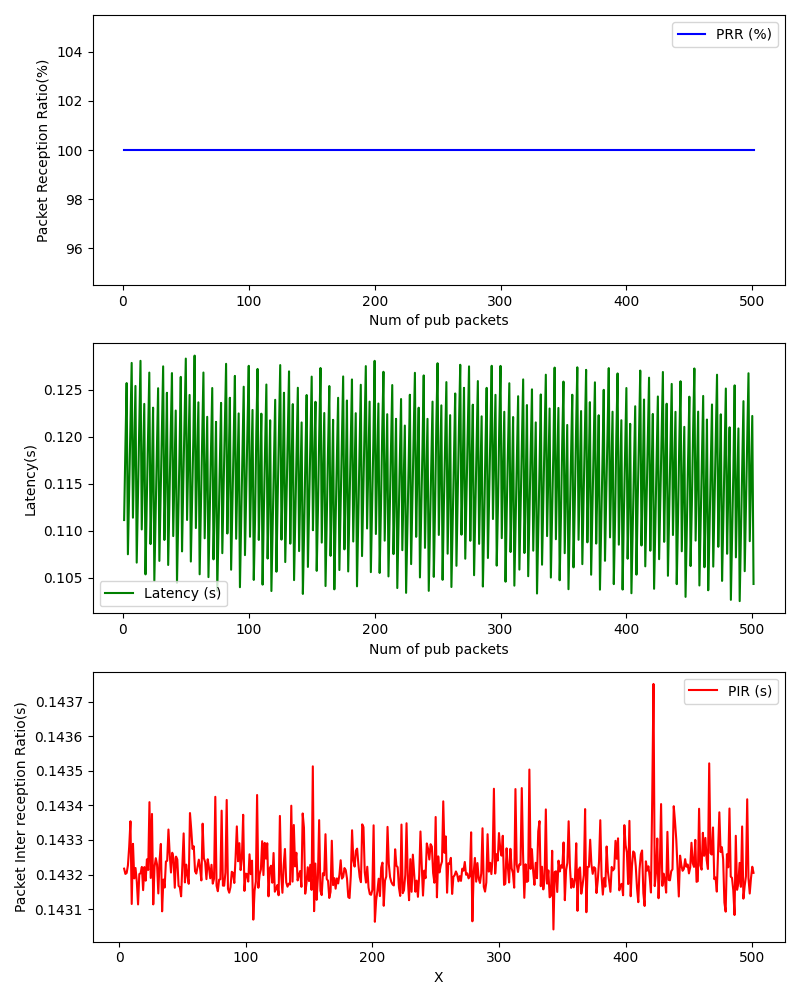 Packet Reception Ratio(%)
104
102
100
98
96
PRR (%)
0 100 200 300 400 500
Num of pub packets
Latency(s)
0.125
0.120
0.115
0.110
0.105
Latency (s)
0 100 200 300 400 500
Num of pub packets
Packet Inter reception Ratio(s)
0.1437
0.1436
0.1435
0.1434
0.1433
0.1432
0.1431
PIR (s)
0 100 200 300 400 500
X